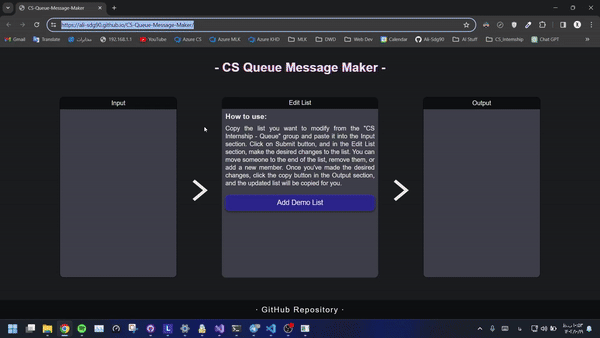 CS-Queue-Message-Maker
https://ali-sdg90.github.io/CS-Queue-Message-Maker/
Gmail
Translate
192.168.1.1
YouTube
Azure CS
Azure MLK
Azure KHD
MLK
DWD
Web Dev
Calendar
Ali-Sdg90
AI Stuff
CS_Internship
Chat GPT
- CS Queue Message Maker -
Input
Edit List
Output
How to use:
Copy the list you want to modify from the "CS
Internship - Queue" group and paste it into the Input
section. Click on Submit button, and in the Edit List
section, make the desired changes to the list. You can
move someone to the end of the list, remove them, or
add a new member. Once you've made the desired
changes, click the copy button in the Output section,
and the updated list will be copied for you.
Add Demo List
· GitHub Repository ·